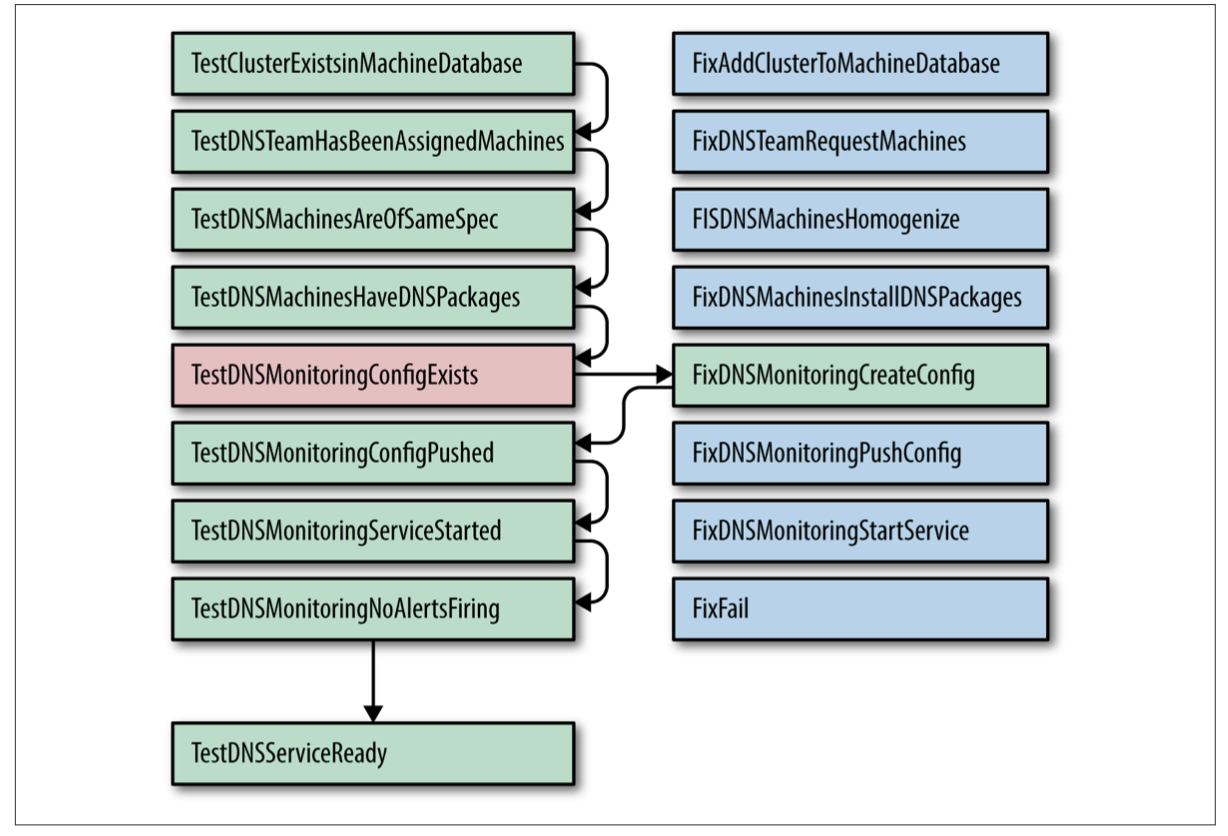 TestClusterExistsinMachineDatabase
FixAddClusterToMachineDatabase
TestDNSTeamHasBeenAssignedMachines
FixDNSTeamRequestMachines
TestDNSMachinesAreOfSameSpec
FISDNSMachinesHomogenize
TestDNSMachinesHaveDNSPackages
FixDNSMachinesInstallDNSPackages
TestDNSMonitoringConfigExists
FixDNSMonitoringCreateConfig
TestDNSMonitoringConfigPushed
FixDNSMonitoringPushConfig
TestDNSMonitoringServiceStarted
FixDNSMonitoringStartService
TestDNSMonitoringNoAlertsFiring
FixFail
TestDNSServiceReady